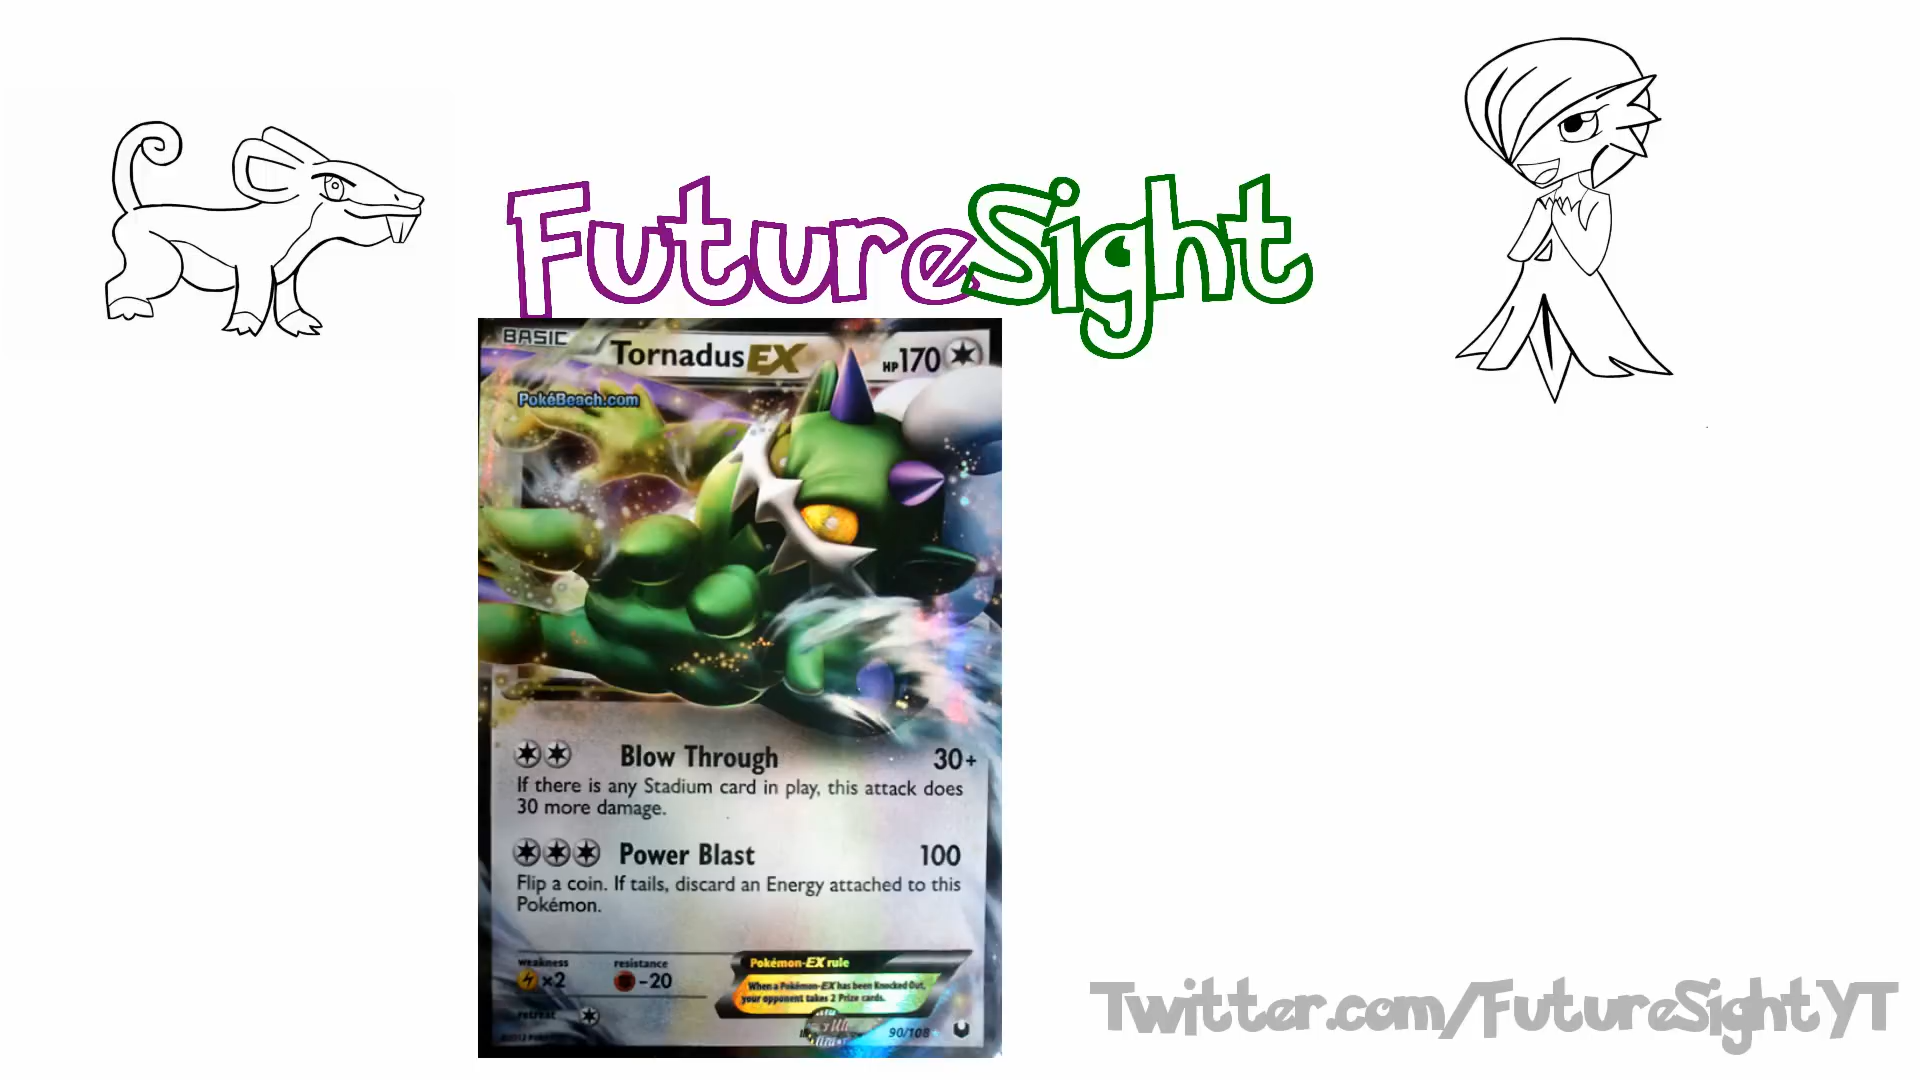 FutureSight
BASIC
Tornadus EX
HP 170
PokéBeach.com
Blow Through 30+
If there is any Stadium card in play, this attack does
30 more damage.
Power Blast 100
Flip a coin. If tails, discard an Energy attached to this
Pokémon.
weakness
×2
resistance
-20
retreat
Pokémon-EX rule
When a Pokémon-EX has been Knocked Out,
your opponent takes 2 Prize cards.
90/108
Twitter.com/FutureSightYT